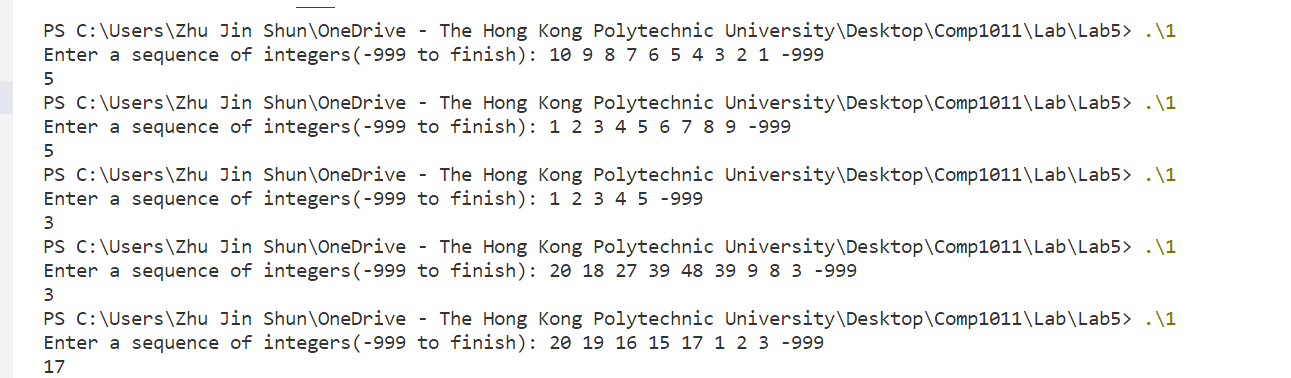 PS C:\Users\Zhu Jin Shun\OneDrive - The Hong Kong Polytechnic University\Desktop\Comp1011\Lab\Lab5> .\1
Enter a sequence of integers(-999 to finish): 10 9 8 7 6 5 4 3 2 1 -999
5
PS C:\Users\Zhu Jin Shun\OneDrive - The Hong Kong Polytechnic University\Desktop\Comp1011\Lab\Lab5> .\1
Enter a sequence of integers(-999 to finish): 1 2 3 4 5 6 7 8 9 -999
5
PS C:\Users\Zhu Jin Shun\OneDrive - The Hong Kong Polytechnic University\Desktop\Comp1011\Lab\Lab5> .\1
Enter a sequence of integers(-999 to finish): 1 2 3 4 5 -999
3
PS C:\Users\Zhu Jin Shun\OneDrive - The Hong Kong Polytechnic University\Desktop\Comp1011\Lab\Lab5> .\1
Enter a sequence of integers(-999 to finish): 20 18 27 39 48 39 9 8 3 -999
3
PS C:\Users\Zhu Jin Shun\OneDrive - The Hong Kong Polytechnic University\Desktop\Comp1011\Lab\Lab5> .\1
Enter a sequence of integers(-999 to finish): 20 19 16 15 17 1 2 3 -999
17